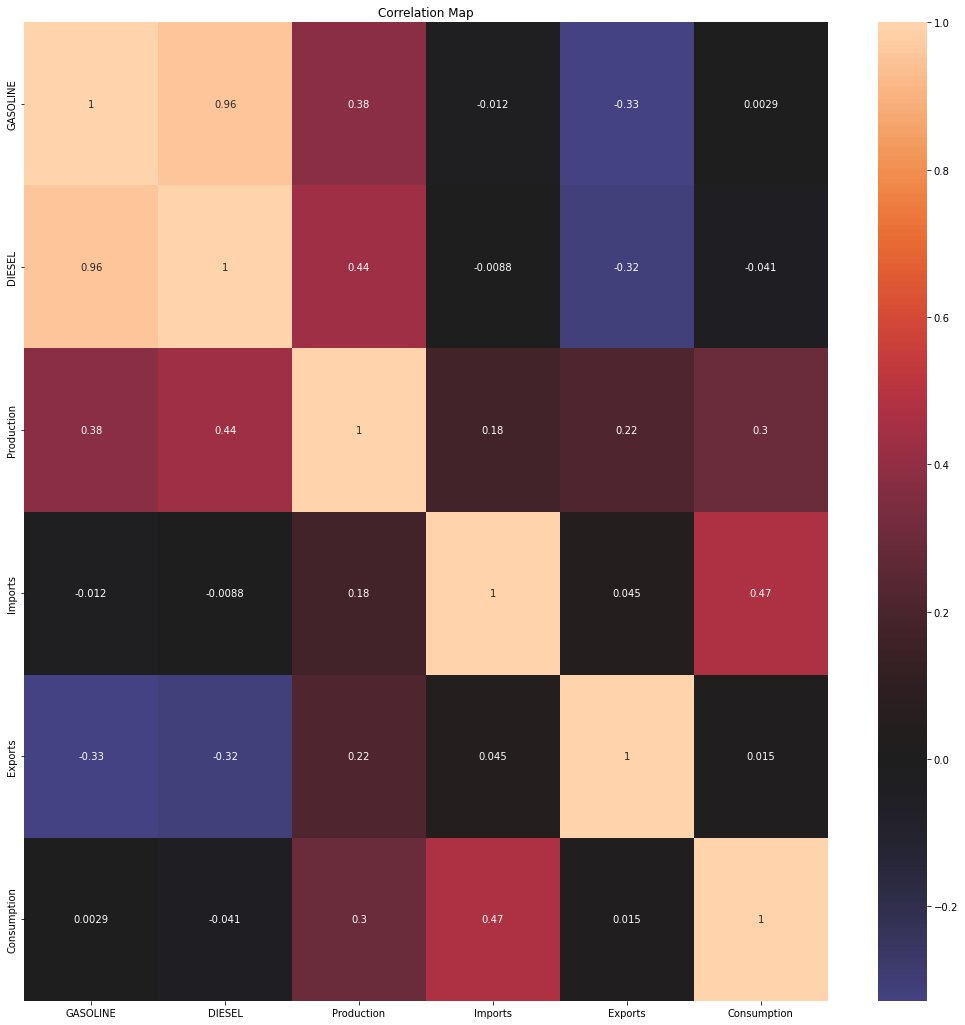 Correlation Map
GASOLINE 1 0.96 0.38 -0.012 -0.33 0.0029
DIESEL 0.96 1 0.44 -0.0088 -0.32 -0.041
Production 0.38 0.44 1 0.18 0.22 0.3
Imports -0.012 -0.0088 0.18 1 0.045 0.47
Exports -0.33 -0.32 0.22 0.045 1 0.015
Consumption 0.0029 -0.041 0.3 0.47 0.015 1
GASOLINE DIESEL Production Imports Exports Consumption
1.0
0.8
0.6
0.4
0.2
0.0
−0.2